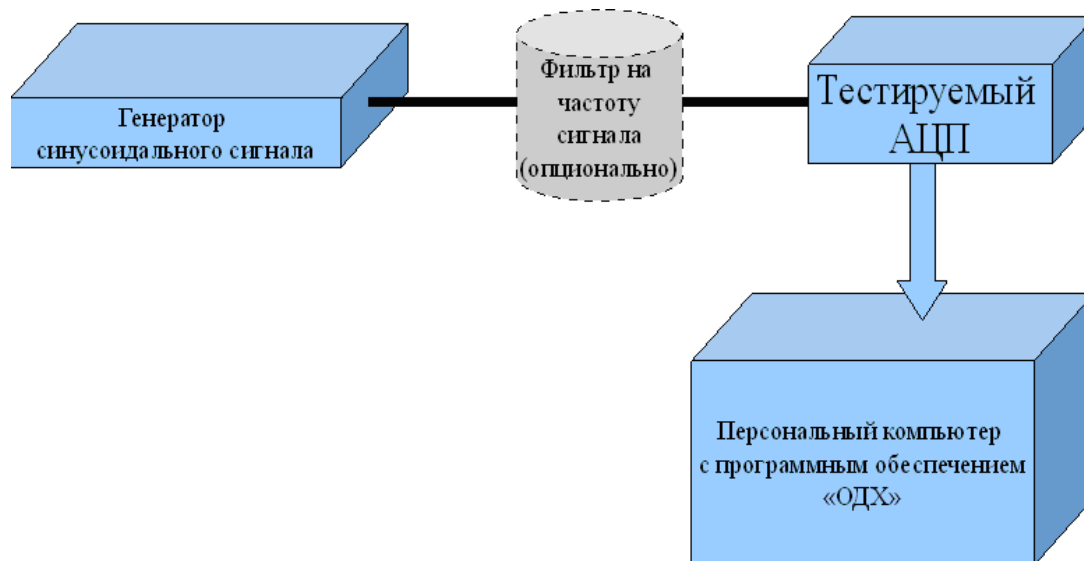 Генератор
синусоидального сигнала
Фильтр на
частоту
сигнала
(опционально)
Тестируемый
АЦП
Персональный компьютер
с программным обеспечением
«ОДХ»